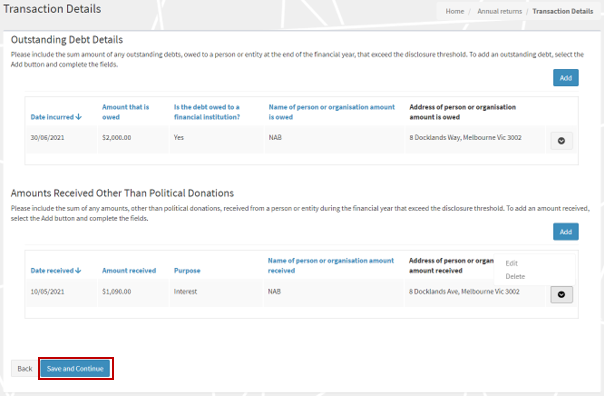 Transaction Details
Home / Annual returns / Transaction Details
Outstanding Debt Details
Please include the sum amount of any outstanding debts, owed to a person or entity at the end of the financial year, that exceed the disclosure threshold. To add an outstanding debt, select the
Add button and complete the fields.
Add
Date incurred Amount that is owed Is the debt owed to a financial institution? Name of person or organisation amount is owed Address of person or organisation amount is owed
30/06/2021 $2,000.00 Yes NAB 8 Docklands Way, Melbourne Vic 3002
Amounts Received Other Than Political Donations
Please include the sum of any amounts, other than political donations, received from a person or entity during the financial year that exceed the disclosure threshold. To add an amount received,
select the Add button and complete the fields.
Add
Date received Amount received Purpose Name of person or organisation amount received Address of person or organ amount received
Edit
Delete
10/05/2021 $1,090.00 Interest NAB 8 Docklands Ave, Melbourne Vic 3002
Back Save and Continue